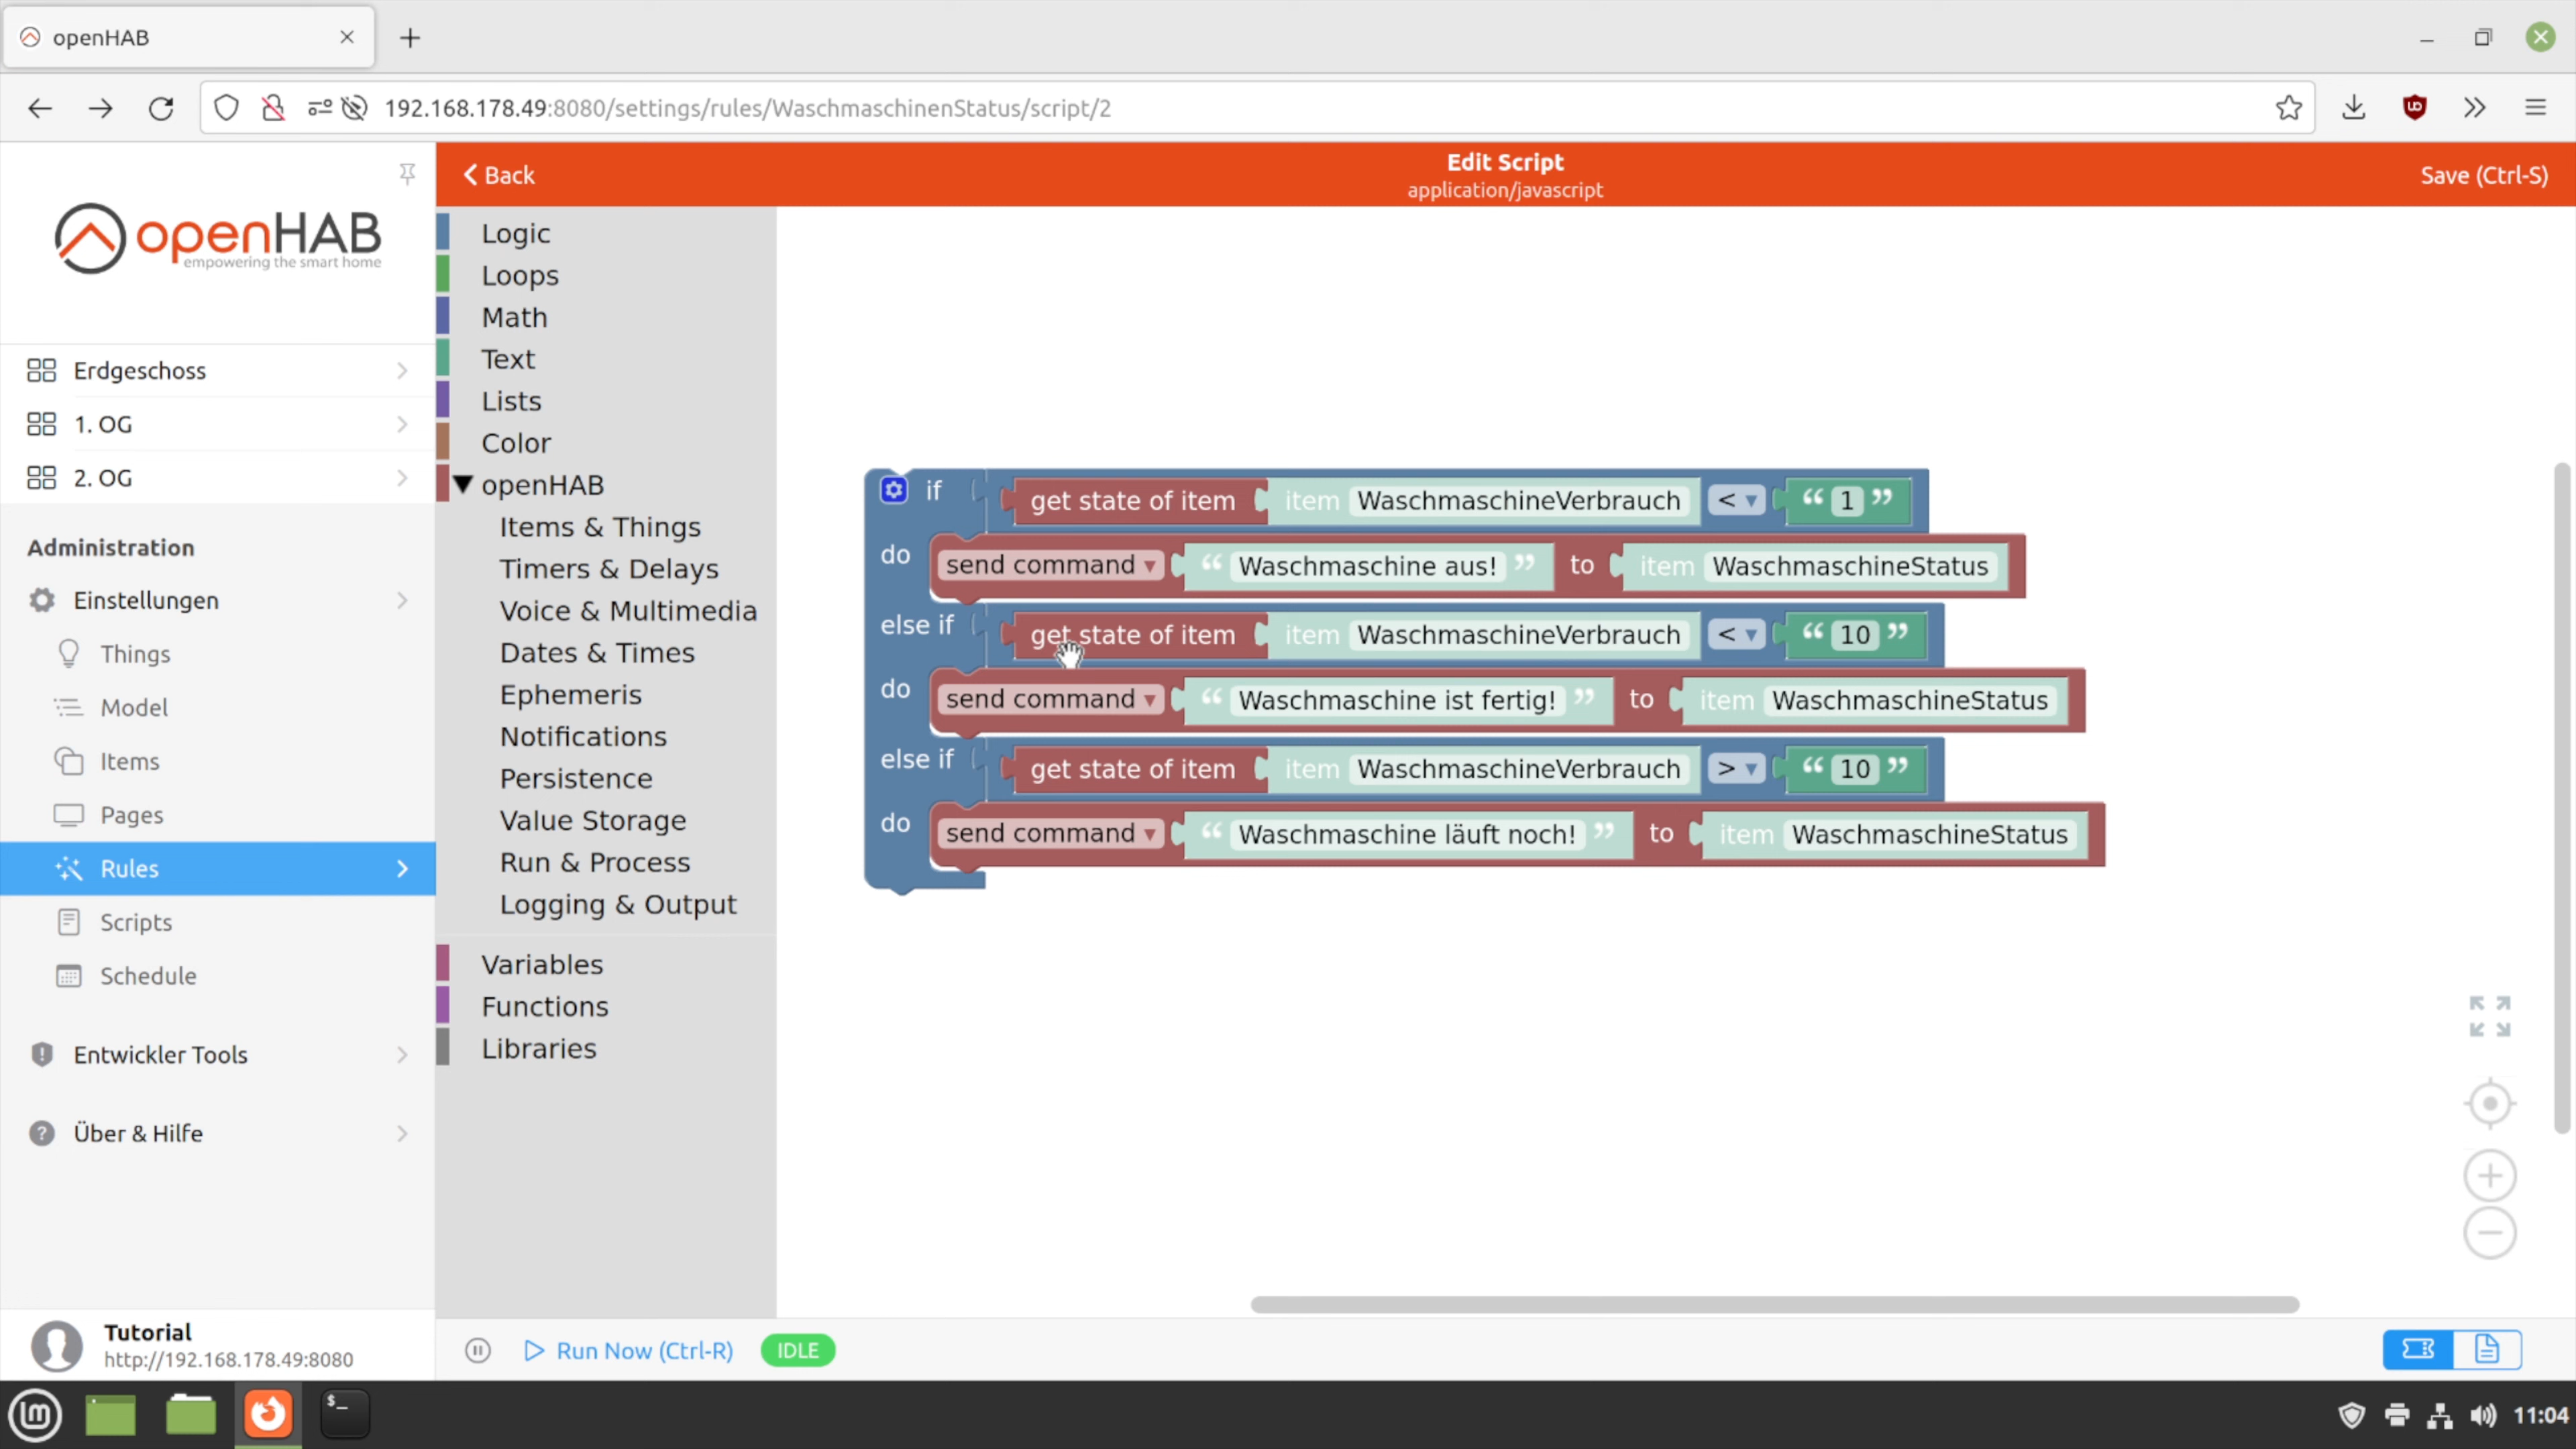 openHAB
192.168.178.49:8080/settings/rules/WaschmaschinenStatus/script/2
Back
Edit Script
application/javascript
Save (Ctrl-S)
openHAB
empowering the smart home
Erdgeschoss
1. OG
2. OG
Administration
Einstellungen
Things
Model
Items
Pages
Rules
Scripts
Schedule
Entwickler Tools
Über & Hilfe
Tutorial
http://192.168.178.49:8080
Logic
Loops
Math
Text
Lists
Color
openHAB
Items & Things
Timers & Delays
Voice & Multimedia
Dates & Times
Ephemeris
Notifications
Persistence
Value Storage
Run & Process
Logging & Output
Variables
Functions
Libraries
if get state of item item WaschmaschineVerbrauch < “ 1 ”
do send command “ Waschmaschine aus! ” to item WaschmaschineStatus
else if get state of item item WaschmaschineVerbrauch < “ 10 ”
do send command “ Waschmaschine ist fertig! ” to item WaschmaschineStatus
else if get state of item item WaschmaschineVerbrauch > “ 10 ”
do send command “ Waschmaschine läuft noch! ” to item WaschmaschineStatus
Run Now (Ctrl-R)
IDLE
11:04